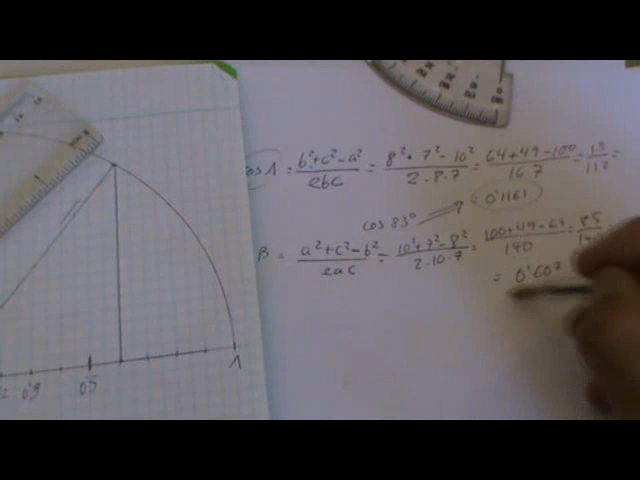 cos A = b²+c²-a² / 2bc = 8²+7²-10² / 2·8·7 = 64+49-100 / 16·7 = 13 / 112 =
= 0'1161
cos 83°
B = a²+c²-b² / 2ac = 10²+7²-8² / 2·10·7 = 100+49-64 / 140 = 85
= 0'607
1